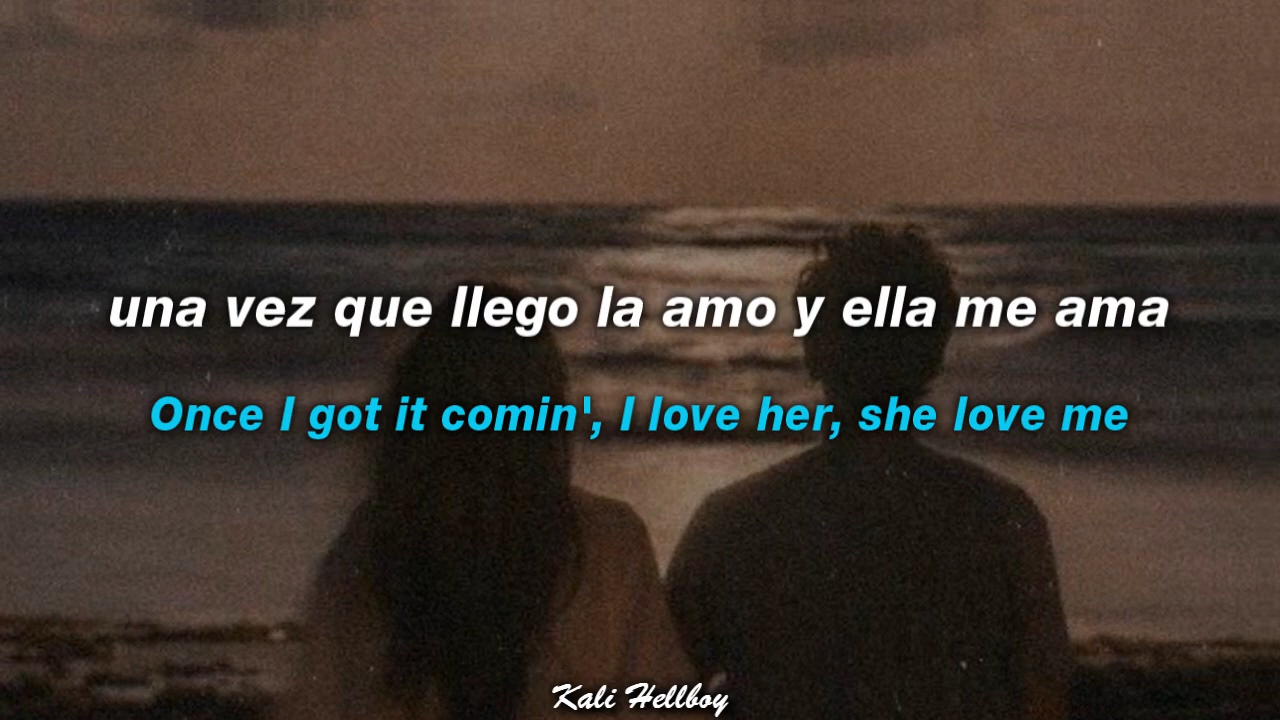 una vez que llego la amo y ella me ama
Once I got it comin', I love her, she love me
Kali Hellboy